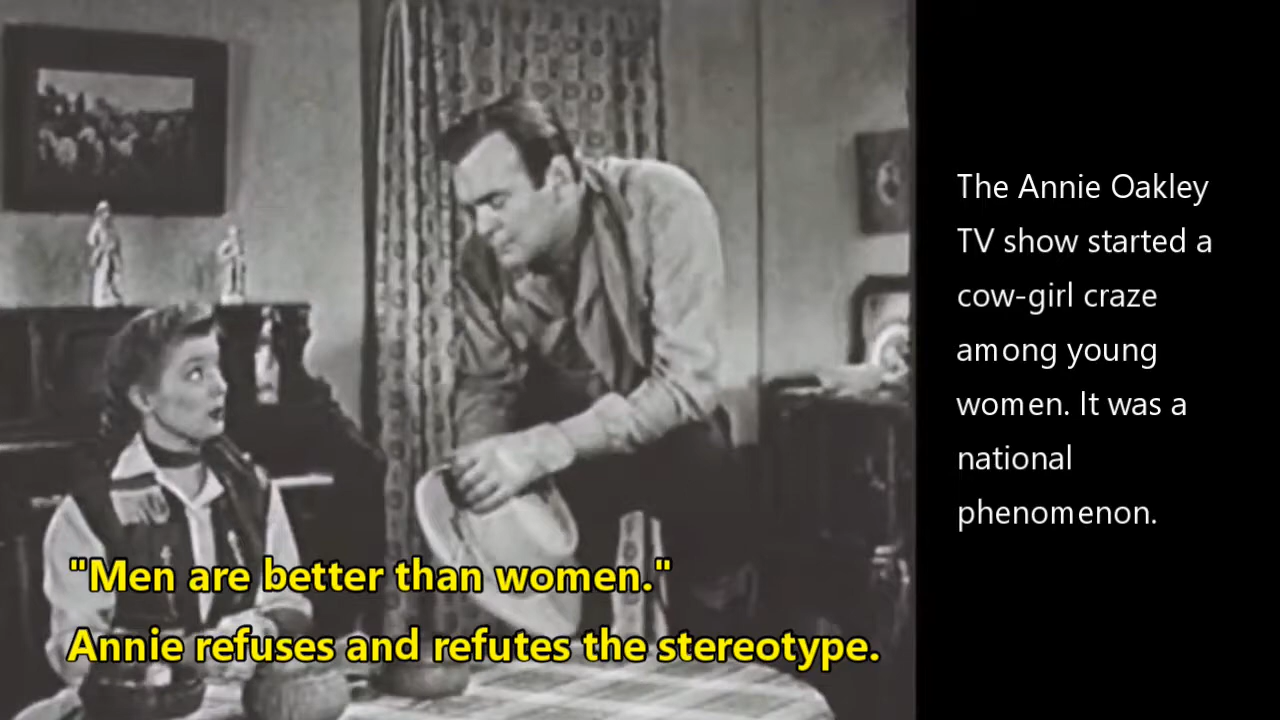 "Men are better than women."
Annie refuses and refutes the stereotype.
The Annie Oakley
TV show started a
cow-girl craze
among young
women. It was a
national
phenomenon.